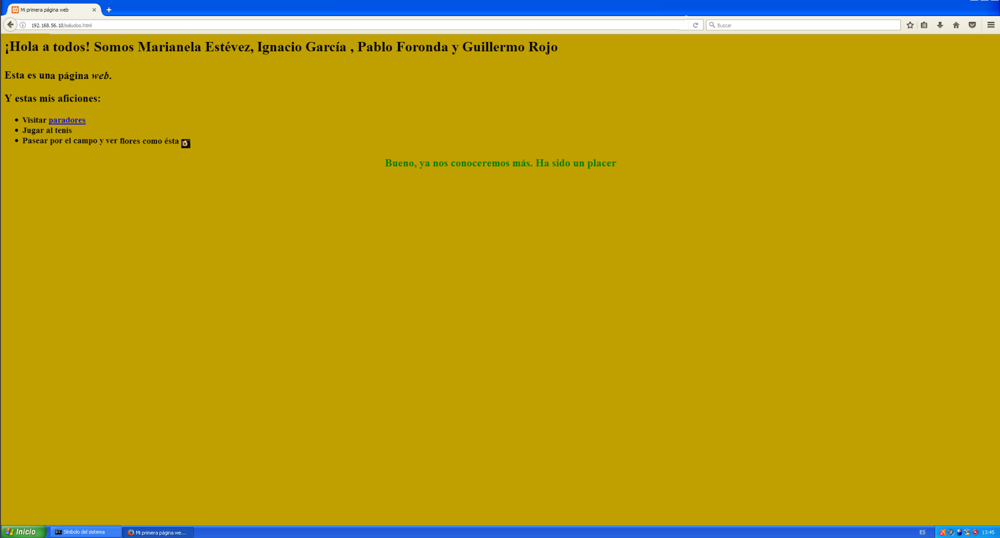 Mi primera página web
192.168.56.10/saludos.html
Buscar
¡Hola a todos! Somos Marianela Estévez, Ignacio García , Pablo Foronda y Guillermo Rojo
Esta es una página web.
Y estas mis aficiones:
Visitar paradores
Jugar al tenis
Pasear por el campo y ver flores como ésta
Bueno, ya nos conoceremos más. Ha sido un placer
Inicio
Símbolo del sistema
Mi primera página we...
ES
13:45